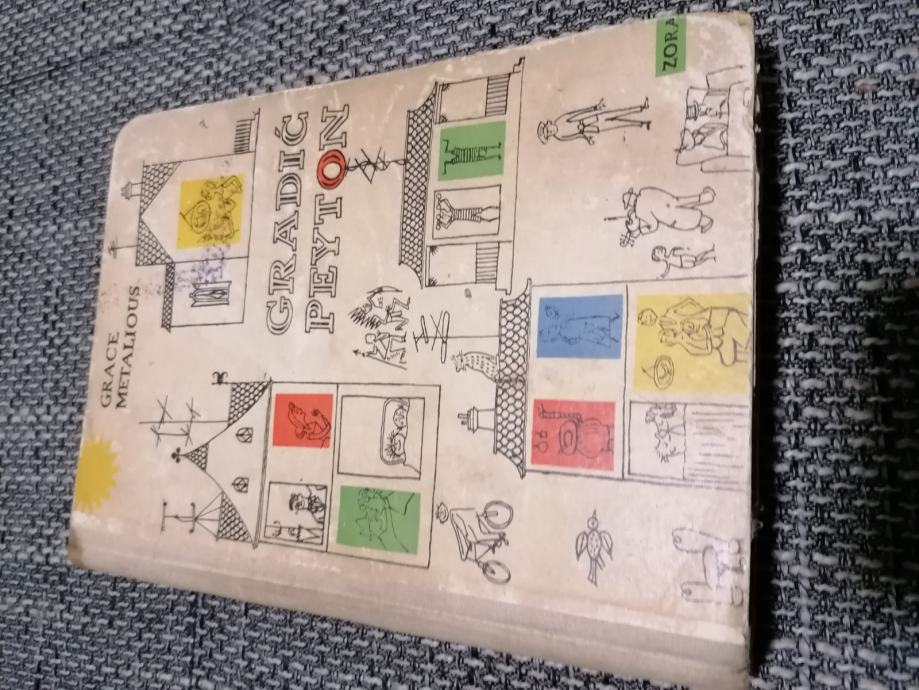 GRACE
METALIOUS
GRADIĆ
PEYTON
ZORA